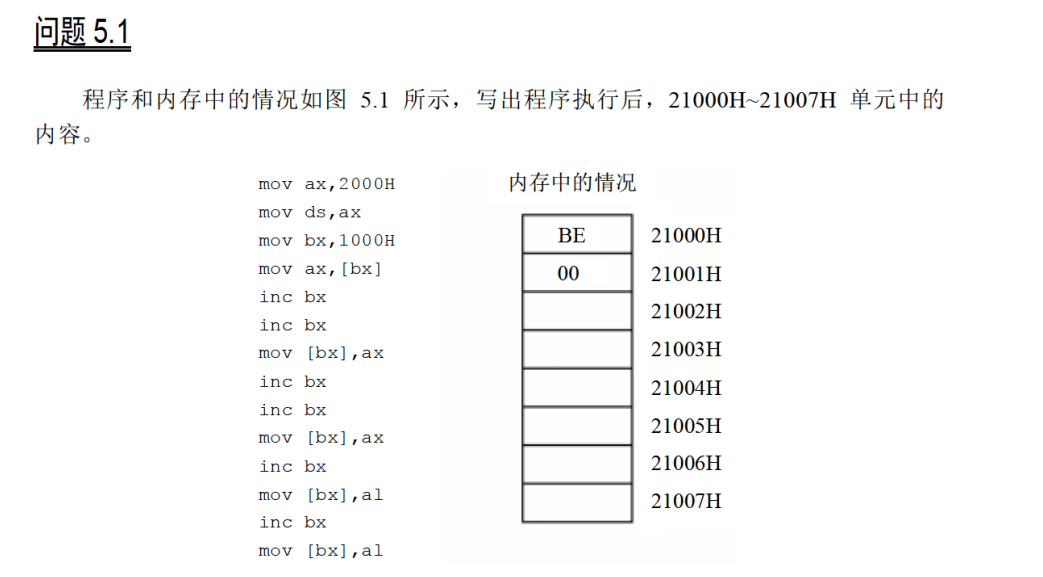 问题 5.1
程序和内存中的情况如图 5.1 所示，写出程序执行后，21000H~21007H 单元中的
内容。
mov ax,2000H
mov ds,ax
mov bx,1000H
mov ax,[bx]
inc bx
inc bx
mov [bx],ax
inc bx
inc bx
mov [bx],ax
inc bx
mov [bx],al
inc bx
mov [bx],al
内存中的情况
BE 21000H
00 21001H
21002H
21003H
21004H
21005H
21006H
21007H